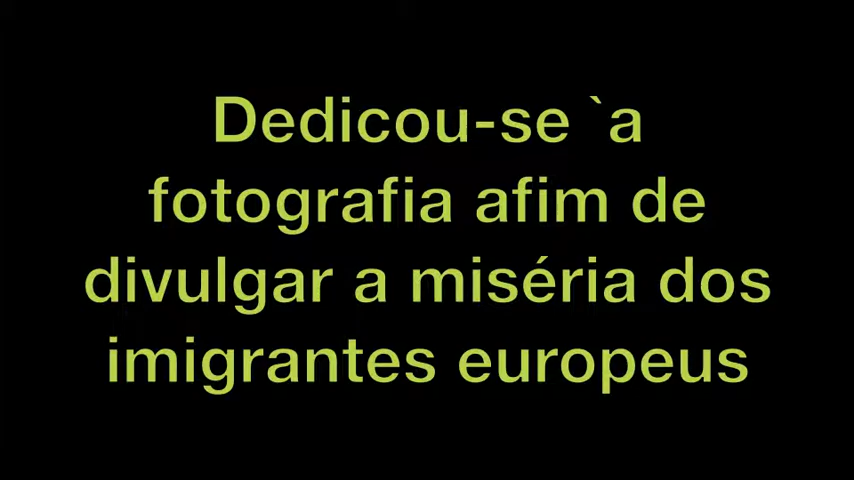 Dedicou-se `a
fotografia afim de
divulgar a miséria dos
imigrantes europeus